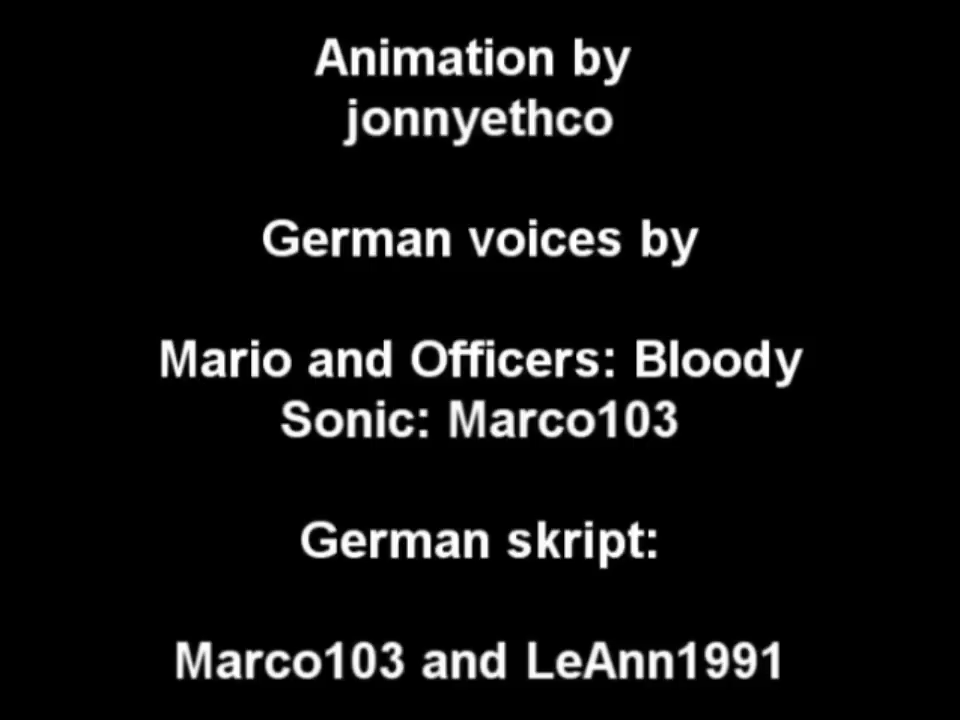 Animation by
jonnyethco
German voices by
Mario and Officers: Bloody
Sonic: Marco103
German skript:
Marco103 and LeAnn1991